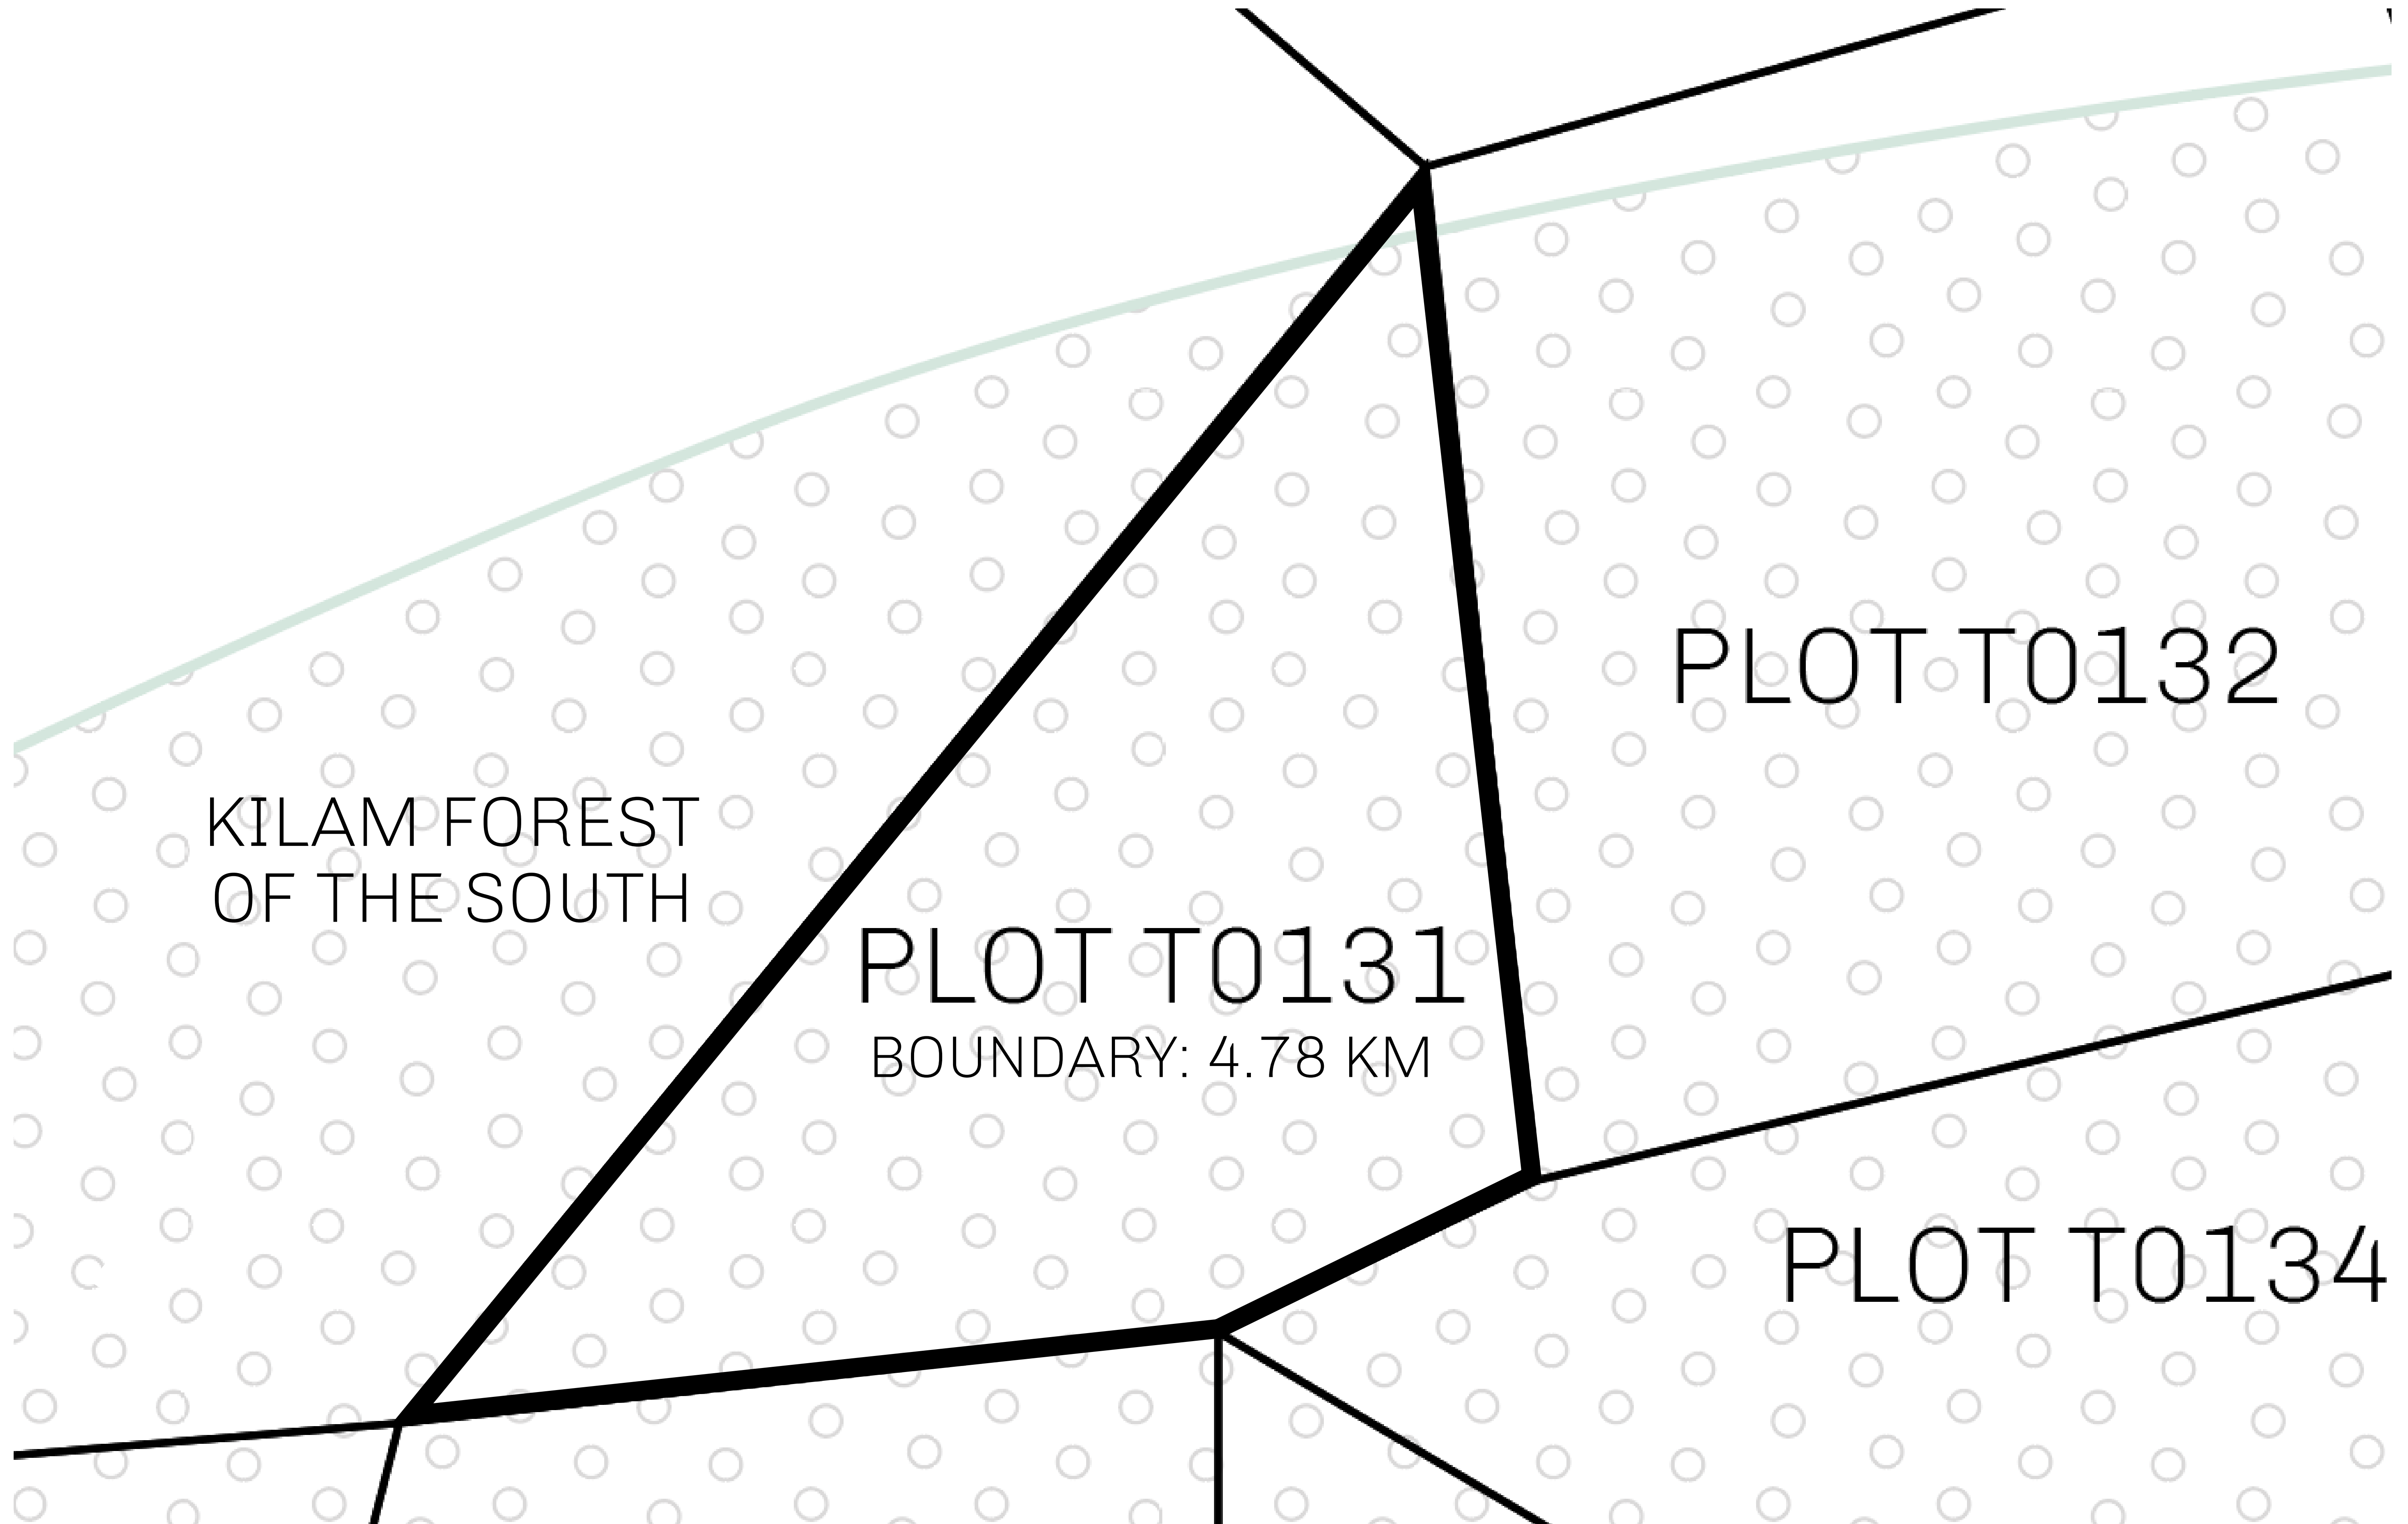 PLOT T0132
KILAM FOREST
OF THE SOUTH
PLOT T0131
BOUNDARY: 4.78 KM
PLOT T0134